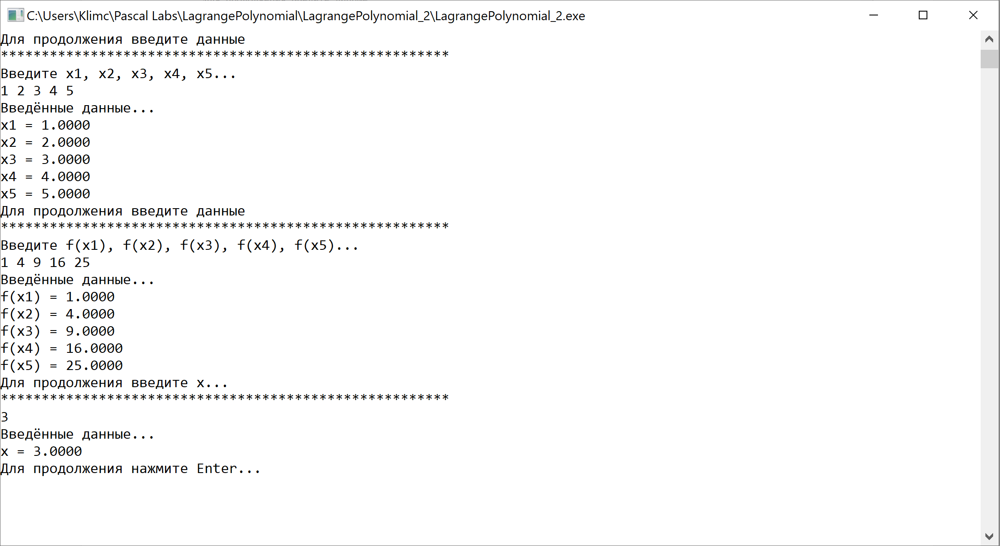 C:\Users\Klimc\Pascal Labs\LagrangePolynomial\LagrangePolynomial_2\LagrangePolynomial_2.exe
Для продолжения введите данные
*******************************************************
Введите x1, x2, x3, x4, x5...
1 2 3 4 5
Введённые данные...
x1 = 1.0000
x2 = 2.0000
x3 = 3.0000
x4 = 4.0000
x5 = 5.0000
Для продолжения введите данные
*******************************************************
Введите f(x1), f(x2), f(x3), f(x4), f(x5)...
1 4 9 16 25
Введённые данные...
f(x1) = 1.0000
f(x2) = 4.0000
f(x3) = 9.0000
f(x4) = 16.0000
f(x5) = 25.0000
Для продолжения введите x...
*******************************************************
3
Введённые данные...
x = 3.0000
Для продолжения нажмите Enter...